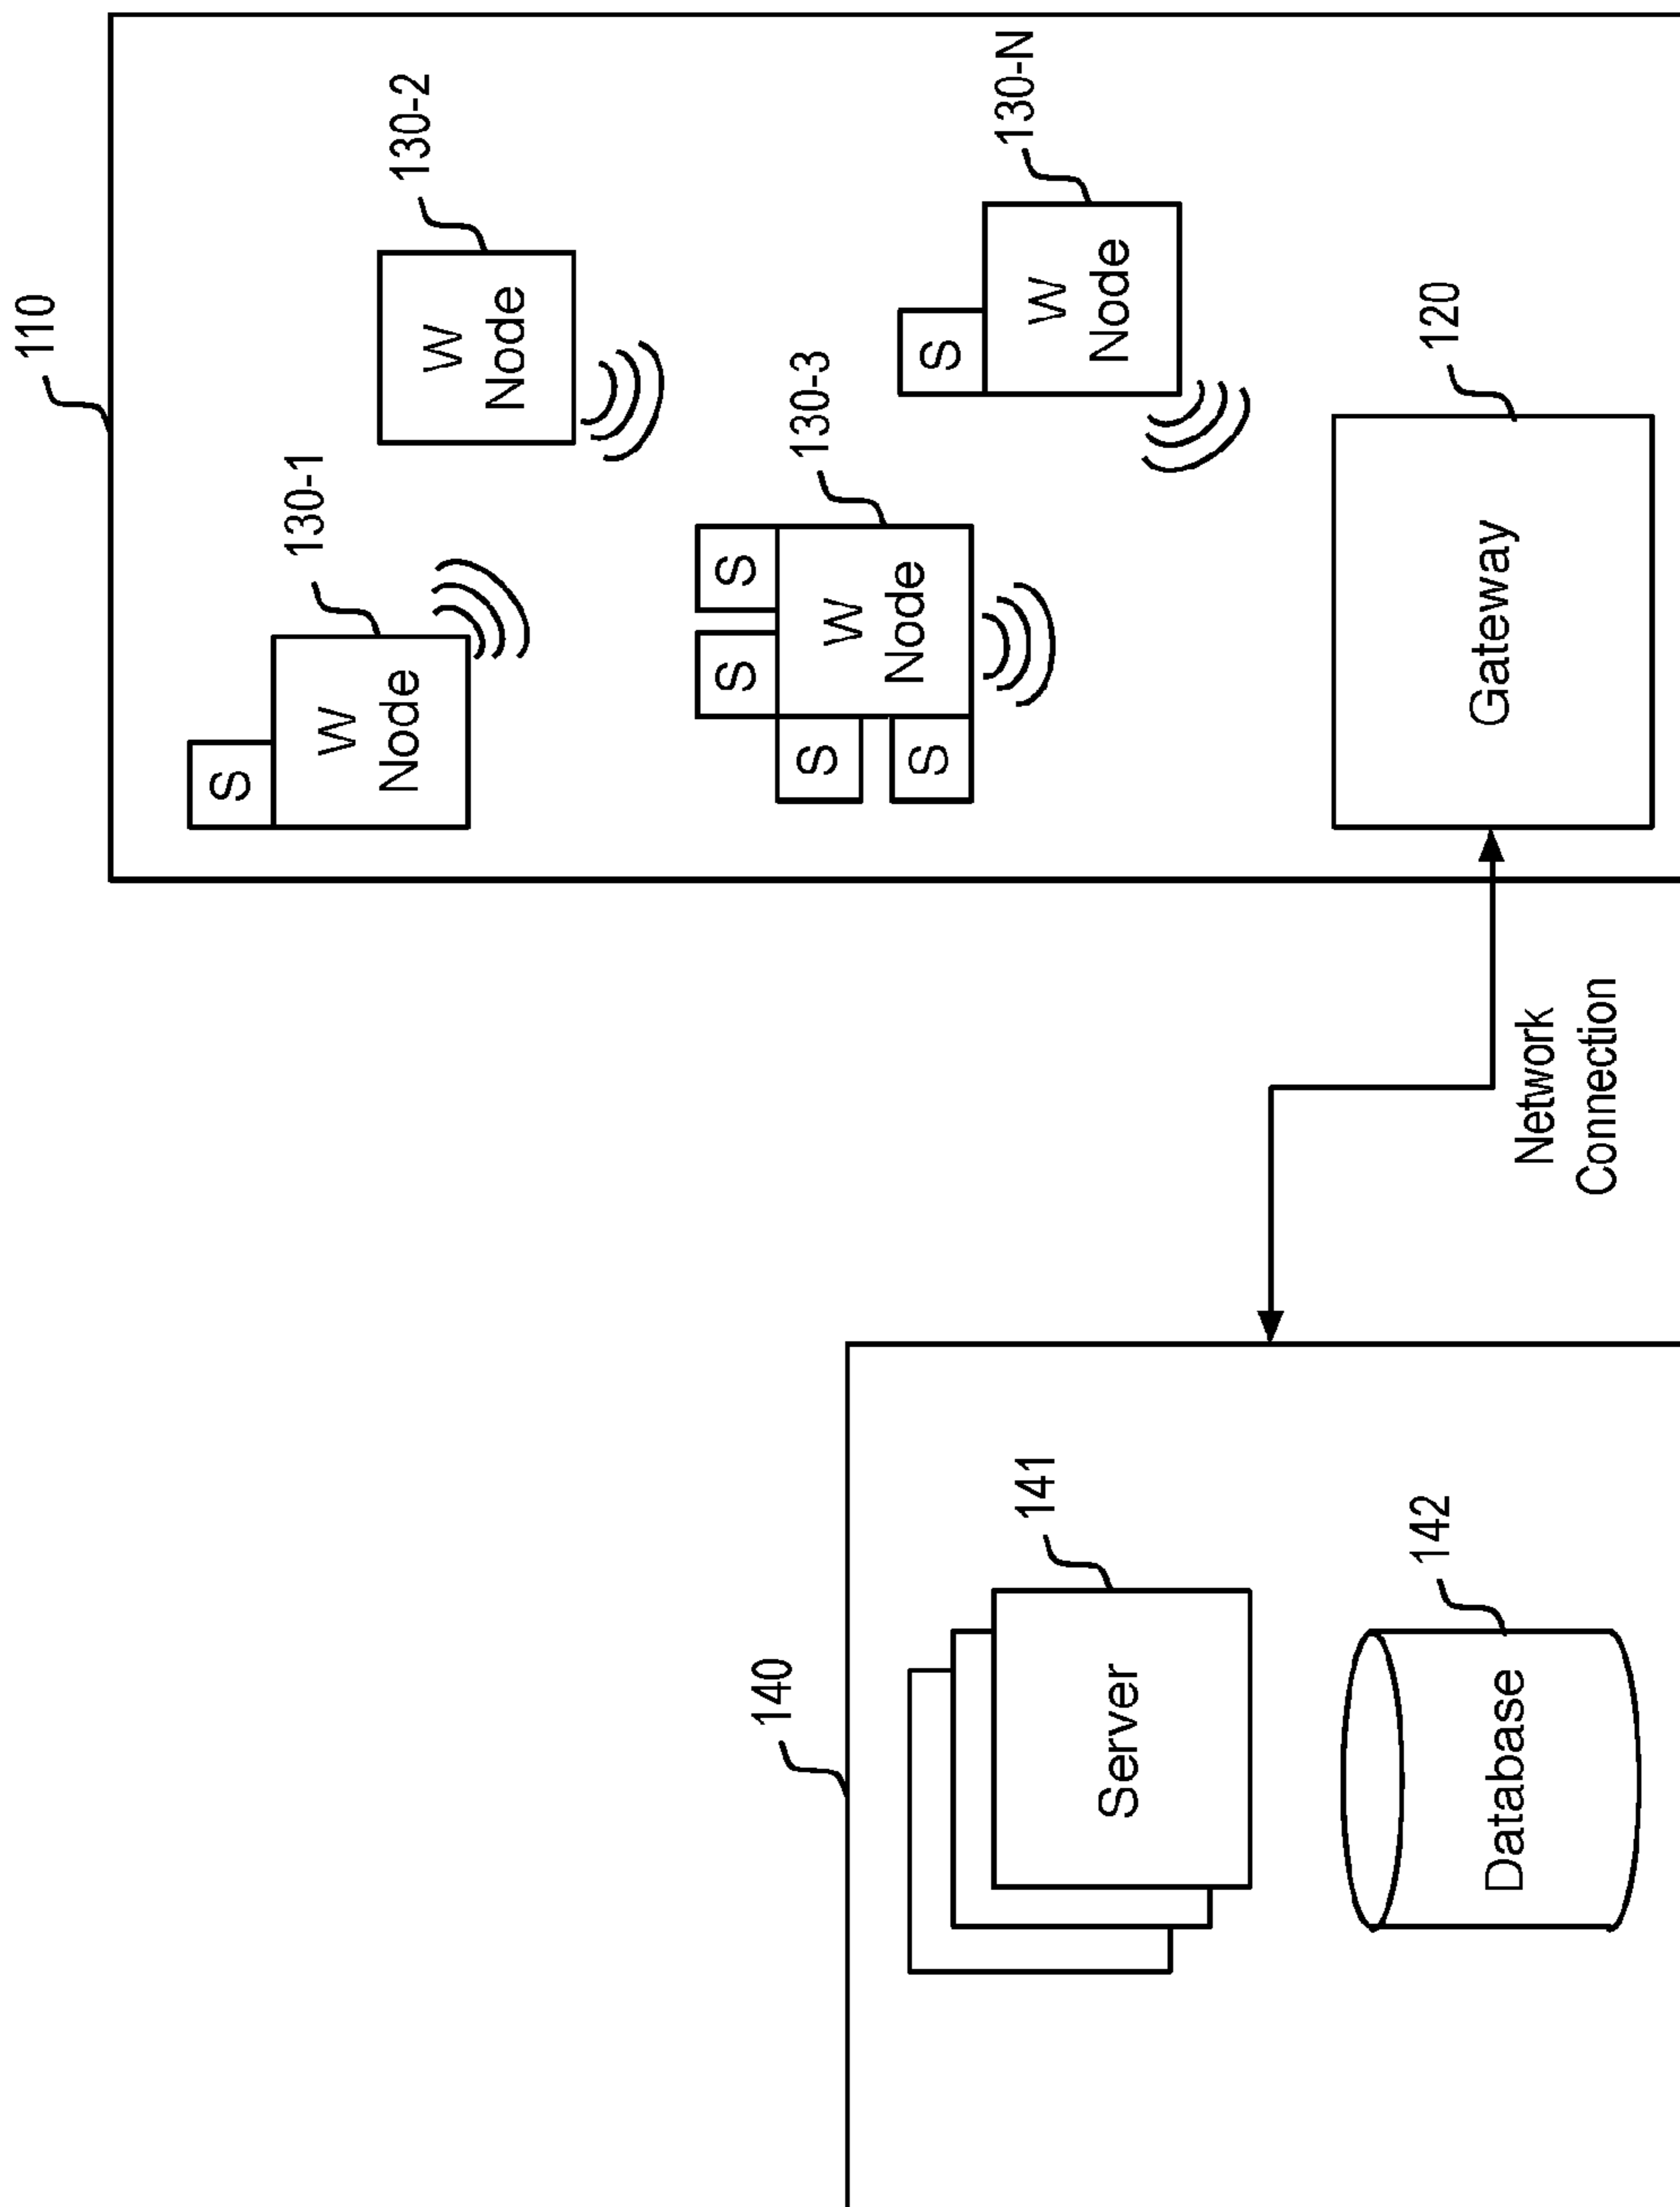 110
130-1
S
W
Node
130-2
W
Node
130-3
S
S
S
S
W
Node
130-N
S
W
Node
120
Gateway
Network
Connection
140
141
Server
142
Database